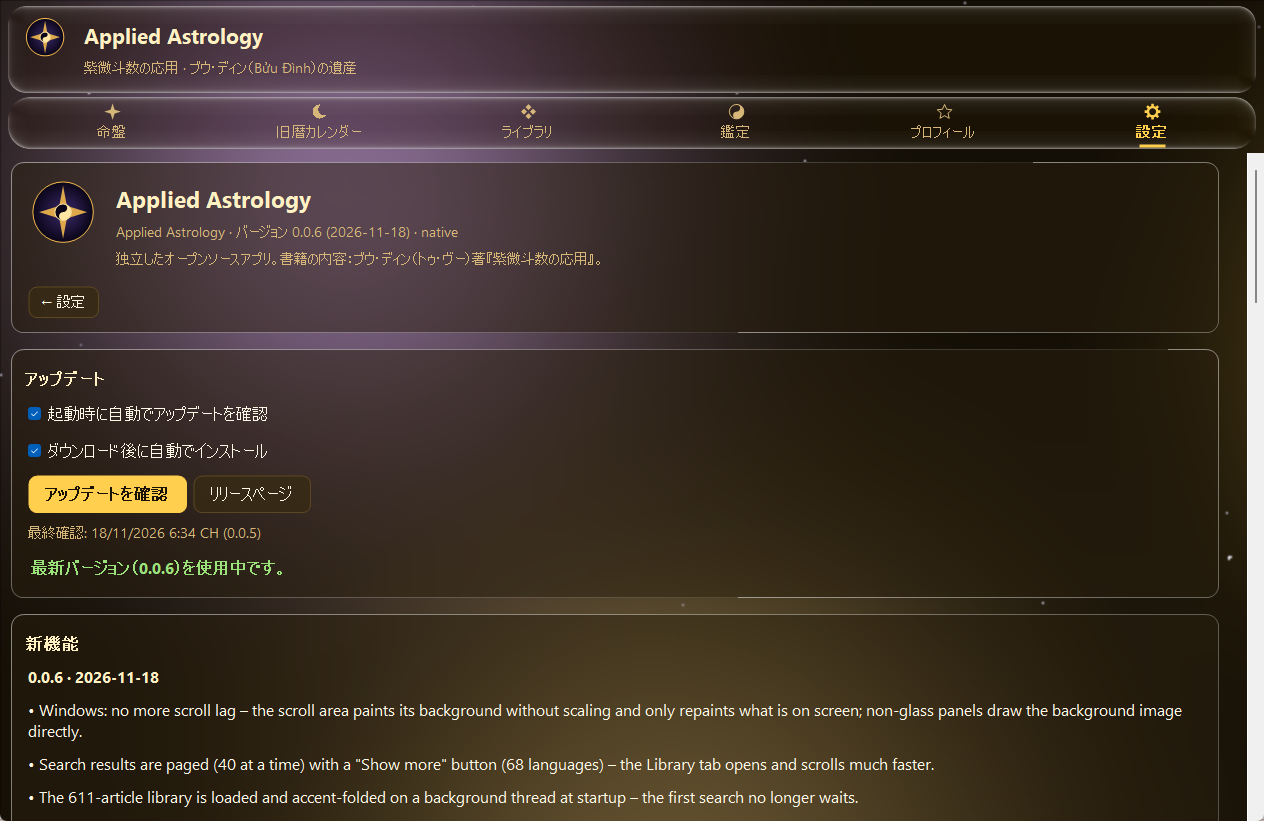 Applied Astrology
紫微斗数の応用 · ブウ・ディン(Bửu Đình)の遺産
命盤
旧暦カレンダー
ライブラリ
鑑定
プロフィール
設定
Applied Astrology
Applied Astrology · バージョン 0.0.6 (2026-11-18) · native
独立したオープンソースアプリ。書籍の内容:ブウ・ディン(トゥ・ヴー)著『紫微斗数の応用』。
← 設定
アップデート
起動時に自動でアップデートを確認
ダウンロード後に自動でインストール
アップデートを確認
リリースページ
最終確認: 18/11/2026 6:34 CH (0.0.5)
最新バージョン(0.0.6)を使用中です。
新機能
0.0.6 · 2026-11-18
• Windows: no more scroll lag – the scroll area paints its background without scaling and only repaints what is on screen; non-glass panels draw the background image
directly.
• Search results are paged (40 at a time) with a "Show more" button (68 languages) – the Library tab opens and scrolls much faster.
• The 611-article library is loaded and accent-folded on a background thread at startup – the first search no longer waits.